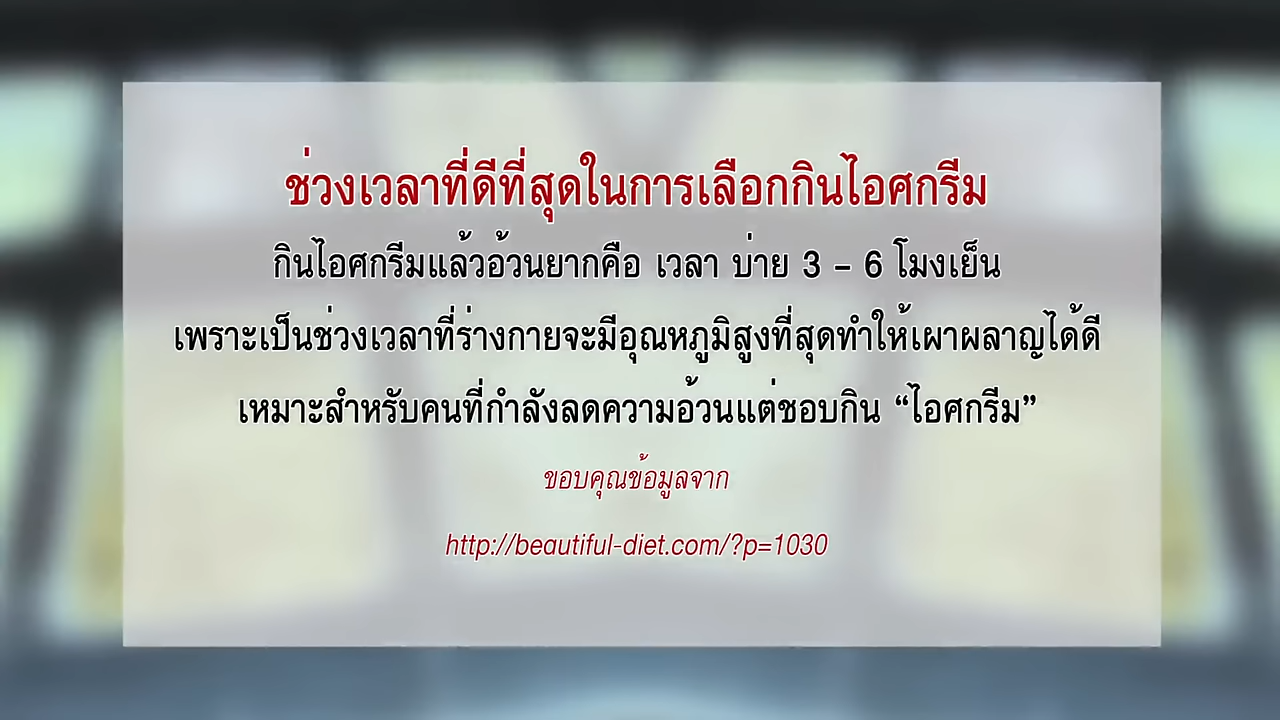 ช่วงเวลาที่ดีที่สุดในการเลือกกินไอศกรีม
กินไอศกรีมแล้วอ้วนยากคือ เวลา บ่าย 3 – 6 โมงเย็น
เพราะเป็นช่วงเวลาที่ร่างกายจะมีอุณหภูมิสูงที่สุดทำให้เผาผลาญได้ดี
เหมาะสำหรับคนที่กำลังลดความอ้วนแต่ชอบกิน “ไอศกรีม”
ขอบคุณข้อมูลจาก
http://beautiful-diet.com/?p=1030